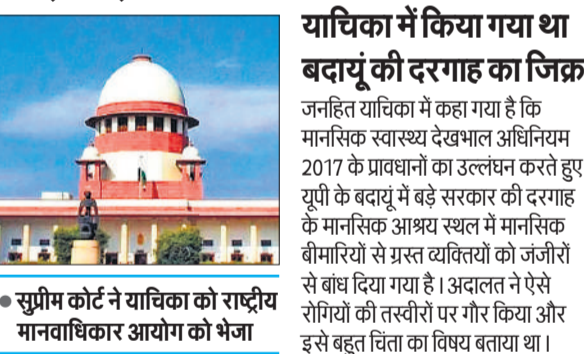 याचिका में किया गया था
बदायूं की दरगाह का जिक्र
जनहित याचिका में कहा गया है कि
मानसिक स्वास्थ्य देखभाल अधिनियम
2017 के प्रावधानों का उल्लंघन करते हुए
यूपी के बदायूं में बड़े सरकार की दरगाह
के मानसिक आश्रय स्थल में मानसिक
बीमारियों से ग्रस्त व्यक्तियों को जंजीरों
से बांध दिया गया है। अदालत ने ऐसे
रोगियों की तस्वीरों पर गौर किया और
इसे बहुत चिंता का विषय बताया था।
● सुप्रीम कोर्ट ने याचिका को राष्ट्रीय
मानवाधिकार आयोग को भेजा